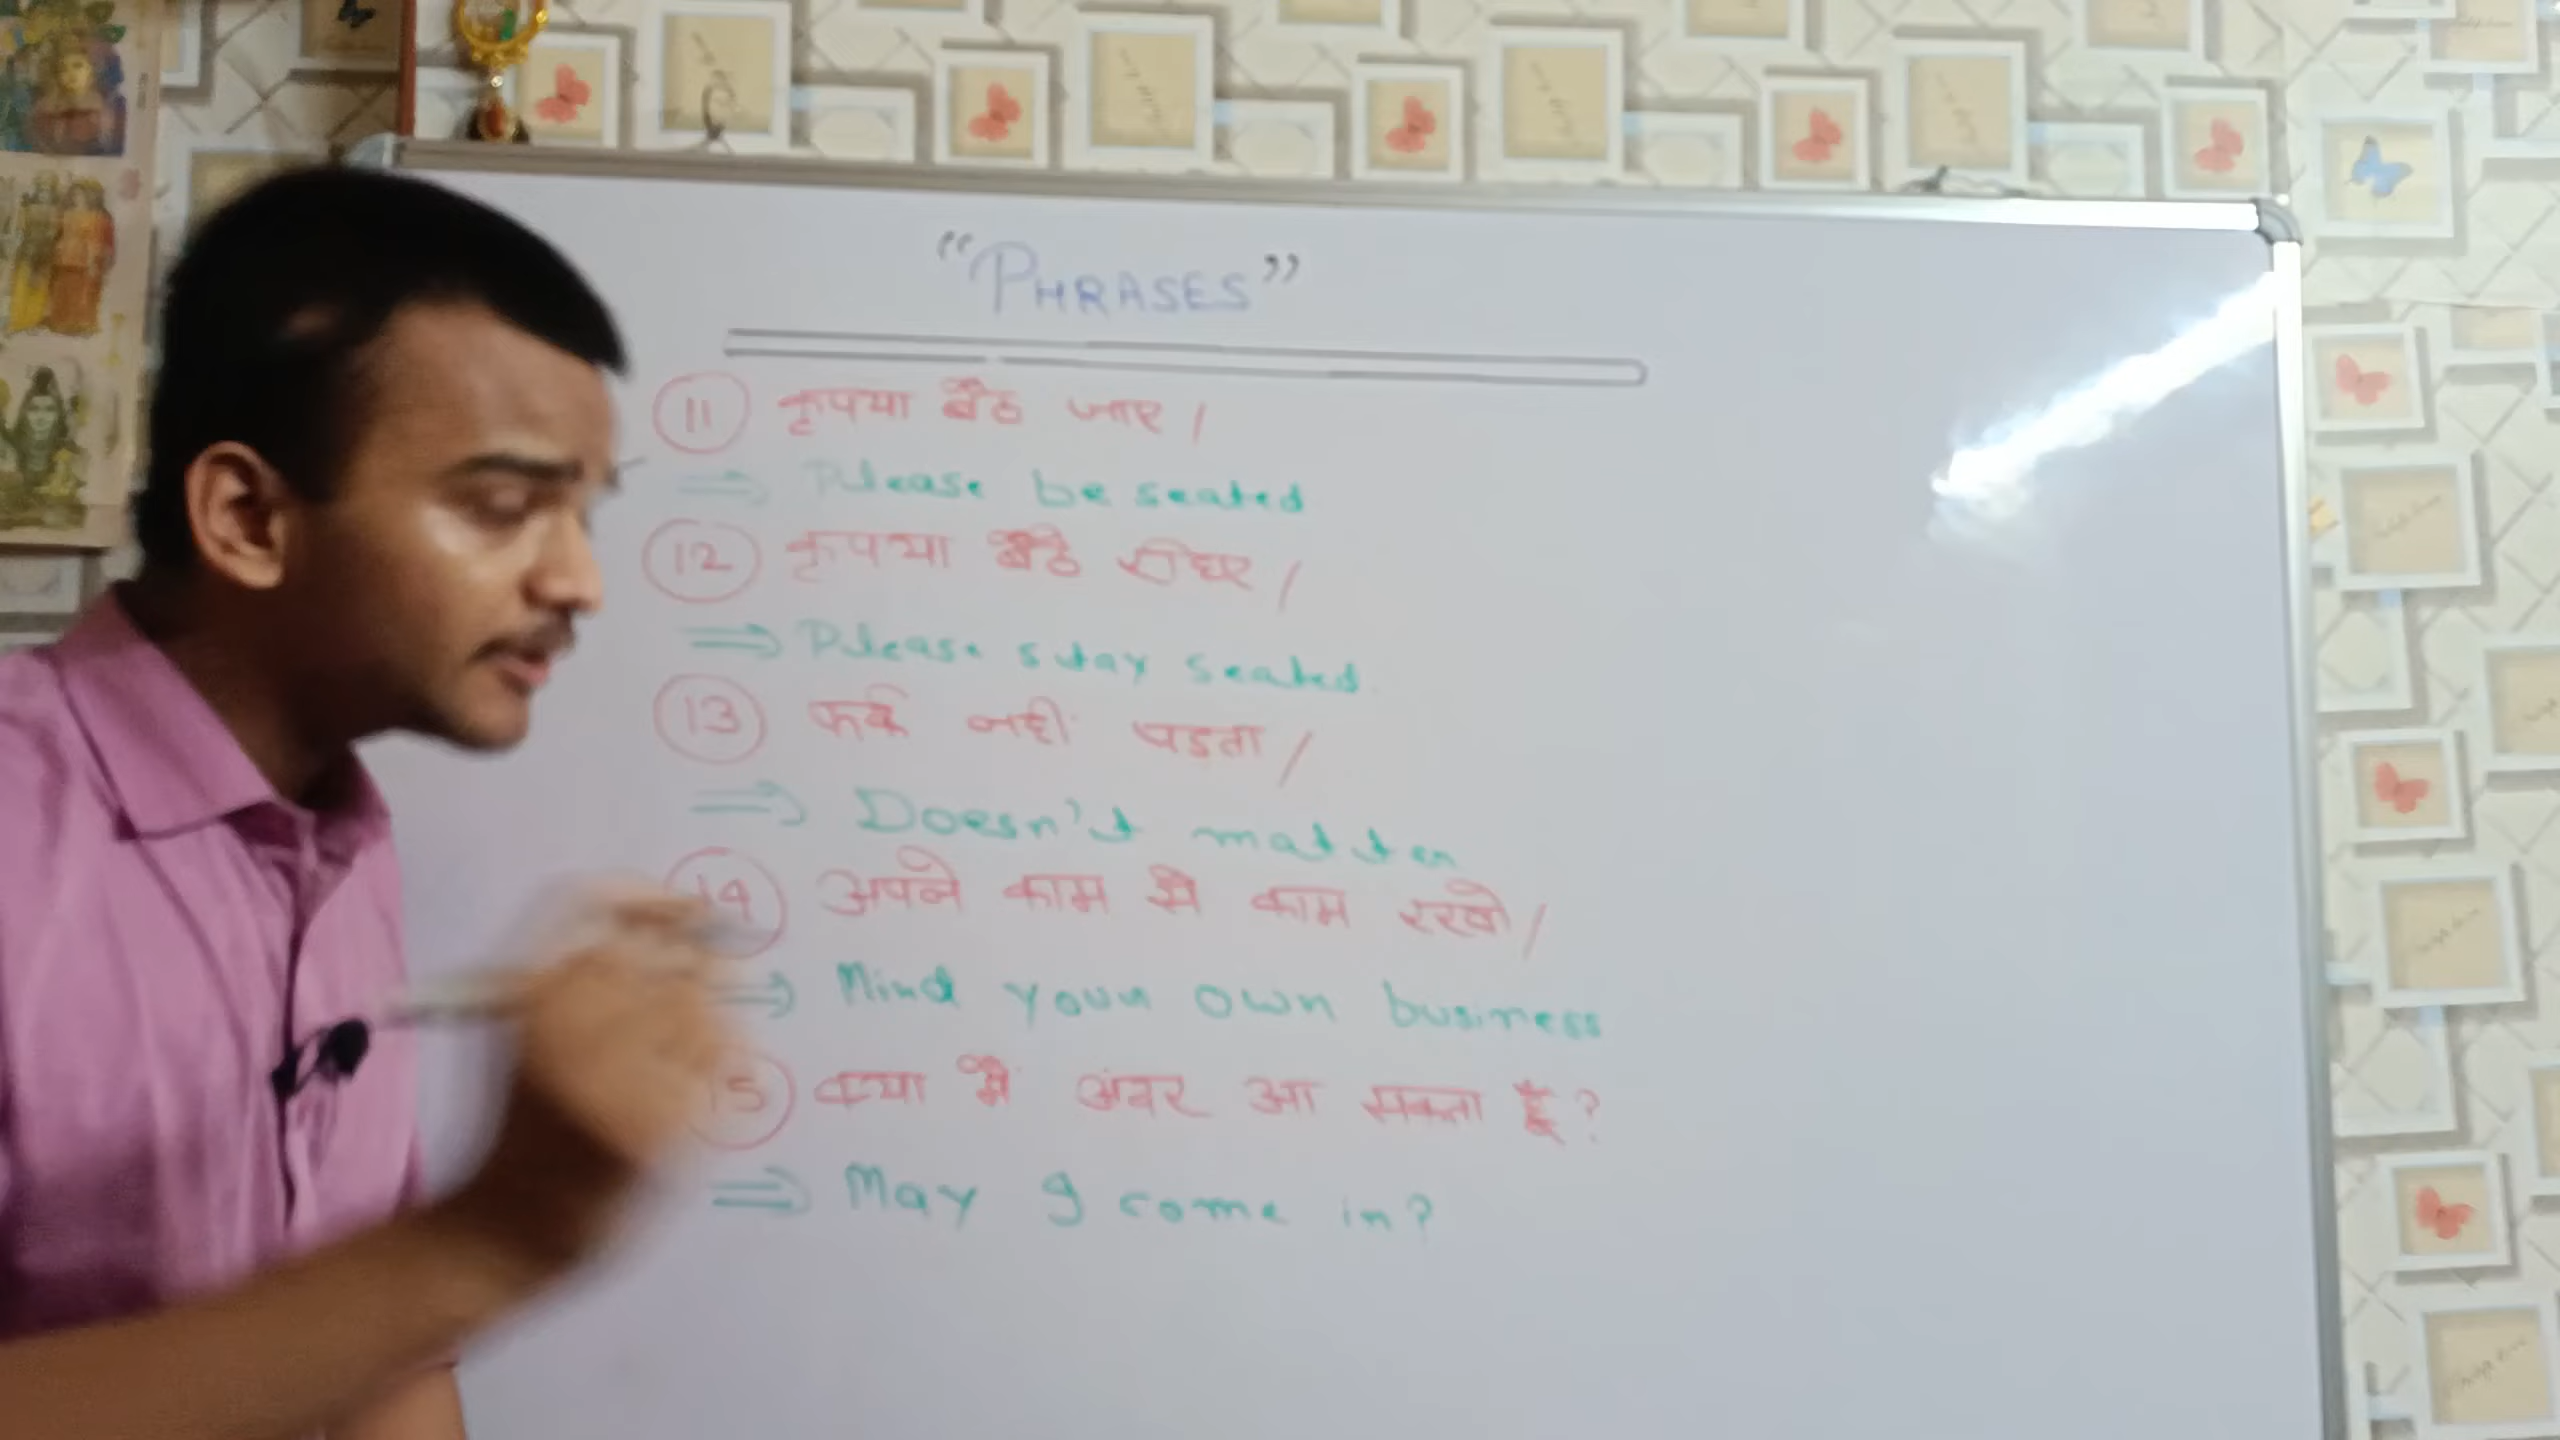 "PHRASES"
11 कृपया बैठ जाए।
⇒ Please be seated
12 कृपया बैठे रहिए।
⇒ Please stay seated
13 फर्क नहीं पड़ता।
⇒ Doesn't matter
14 अपने काम से काम रखो।
⇒ Mind your own business
15 क्या मैं अंदर आ सकता हूँ?
⇒ May I come in?